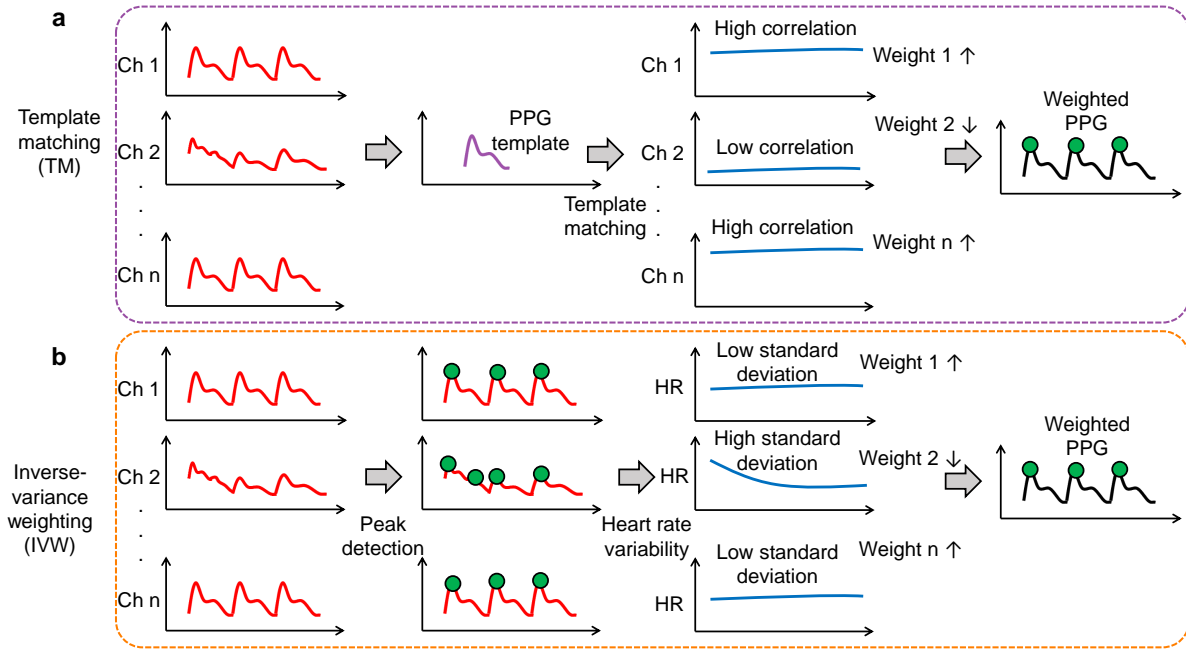 a
Template
matching
(TM)
Ch 1
Ch 2
.
.
.
Ch n
PPG
template
Template
matching
Ch 1
Ch 2
.
.
.
Ch n
High correlation
Low correlation
High correlation
Weight 1 ↑
Weight 2 ↓
Weight n ↑
Weighted
PPG
b
Inverse-
variance
weighting
(IVW)
Ch 1
Ch 2
.
.
.
Ch n
Peak
detection
Heart rate
variability
HR
HR
HR
Low standard
deviation
High standard
deviation
Low standard
deviation
Weight 1 ↑
Weight 2 ↓
Weight n ↑
Weighted
PPG